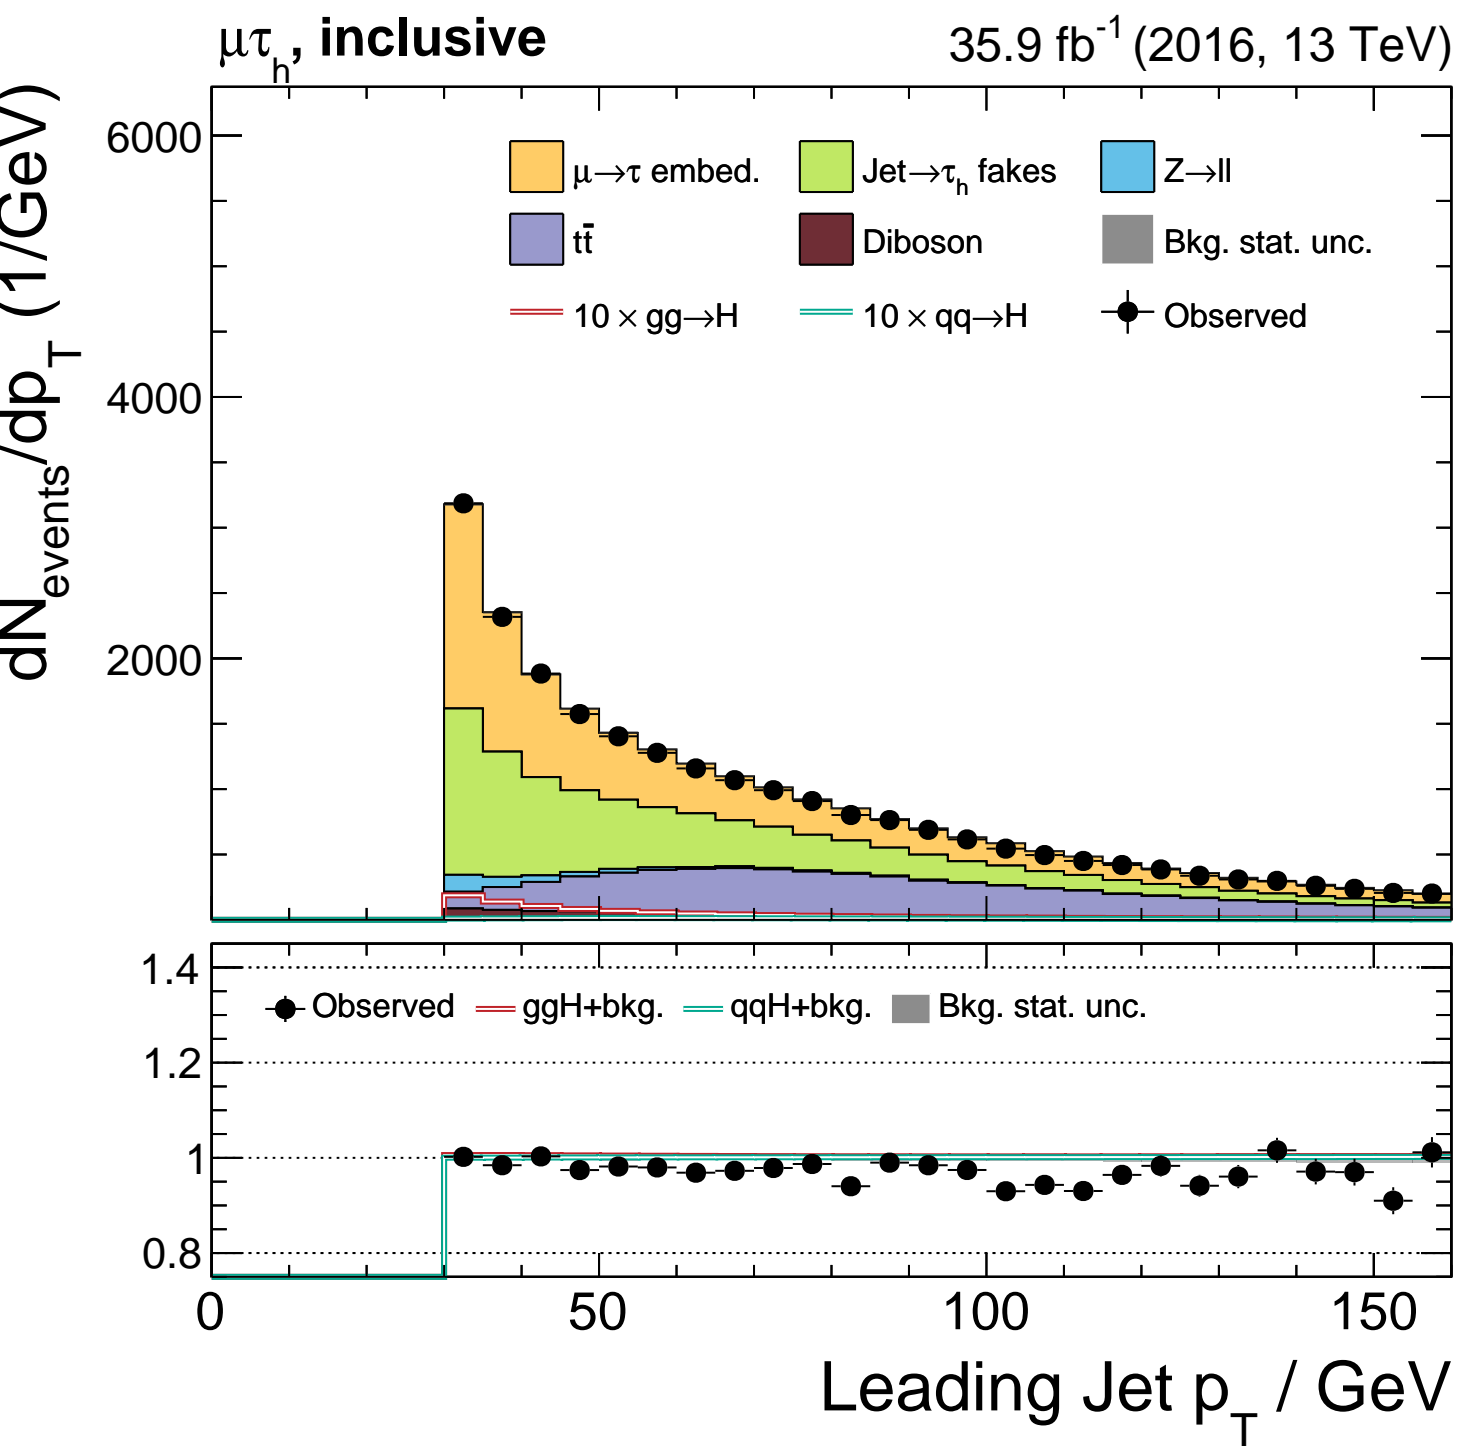 μτh, inclusive
35.9 fb-1 (2016, 13 TeV)
dNevents/dpT (1/GeV)
6000
4000
2000
μ→τ embed.
Jet→τh fakes
Z→ll
tt̄
Diboson
Bkg. stat. unc.
10 × gg→H
10 × qq→H
Observed
1.4
1.2
1
0.8
Observed
ggH+bkg.
qqH+bkg.
Bkg. stat. unc.
0
50
100
150
Leading Jet pT / GeV